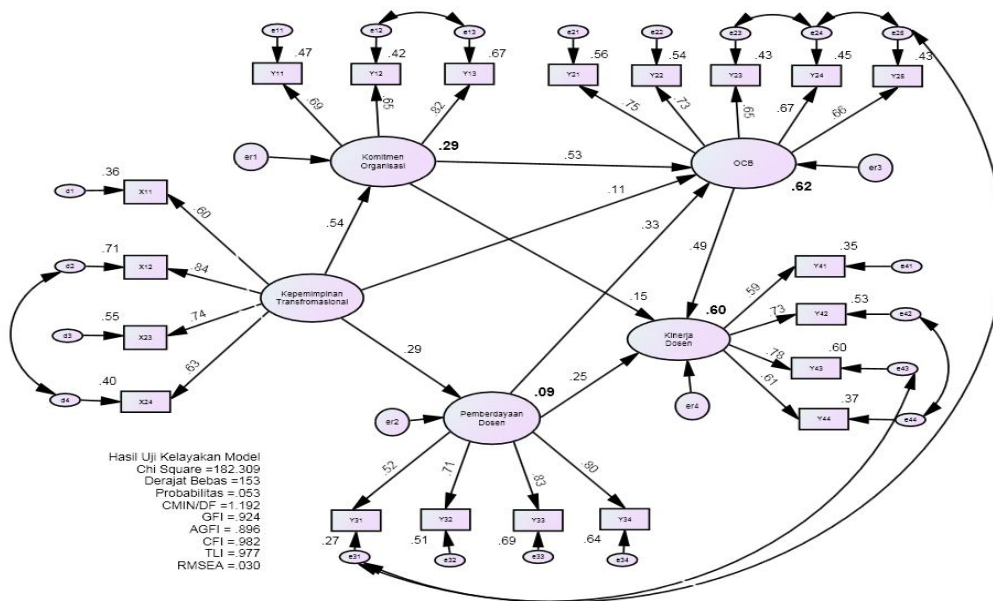 e11
e12
e13
.47
.42
.67
Y11
Y12
Y13
.69
.65
.82
e21
e22
e23
e24
e25
.56
.54
.43
.45
.43
Y21
Y22
Y23
Y24
Y25
.75
.73
.65
.67
.66
er1
Komitmen
Organisasi
.29
.53
OCB
.62
er3
.54
.11
.33
.49
.15
d1
.36
X11
.60
d2
.71
X12
.84
d3
.55
X23
.74
d4
.40
X24
.63
Kepemimpinan
Transfromasional
.29
.60
Kinerja
Dosen
.59
.35
Y41
e41
.73
.53
Y42
e42
.78
.60
Y43
e43
.61
.37
Y44
e44
er4
.25
er2
Pemberdayaan
Dosen
.09
.52
.71
.83
.80
Y31
Y32
Y33
Y34
.27
.51
.69
.64
e31
e32
e33
e34
Hasil Uji Kelayakan Model
Chi Square =182.309
Derajat Bebas =153
Probabilitas =.053
CMIN/DF =1.192
GFI =.924
AGFI =.896
CFI =.982
TLI =.977
RMSEA =.030